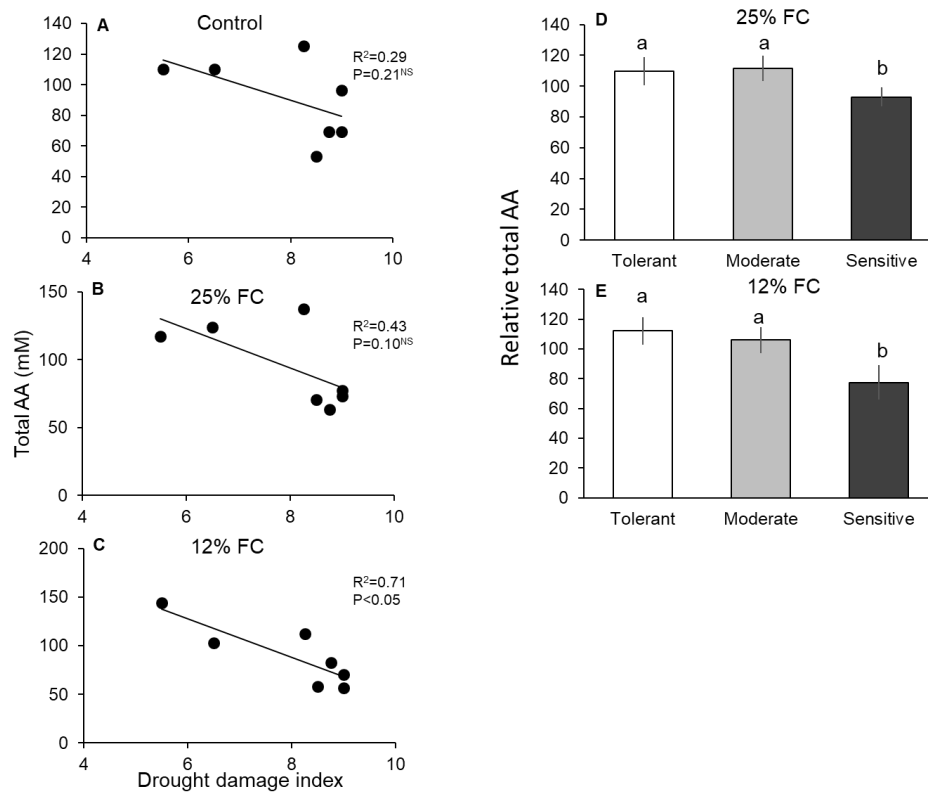 A
Control
R²=0.29
P=0.21ᴺˢ
140
120
100
80
60
40
20
0
4
6
8
10
B
25% FC
R²=0.43
P=0.10ᴺˢ
150
100
50
0
4
6
8
10
Total AA (mM)
C
12% FC
R²=0.71
P<0.05
200
150
100
50
0
4
6
8
10
Drought damage index
D
25% FC
140
120
100
80
60
40
20
0
a
a
b
Tolerant
Moderate
Sensitive
Relative total AA
E
12% FC
140
120
100
80
60
40
20
0
a
a
b
Tolerant
Moderate
Sensitive